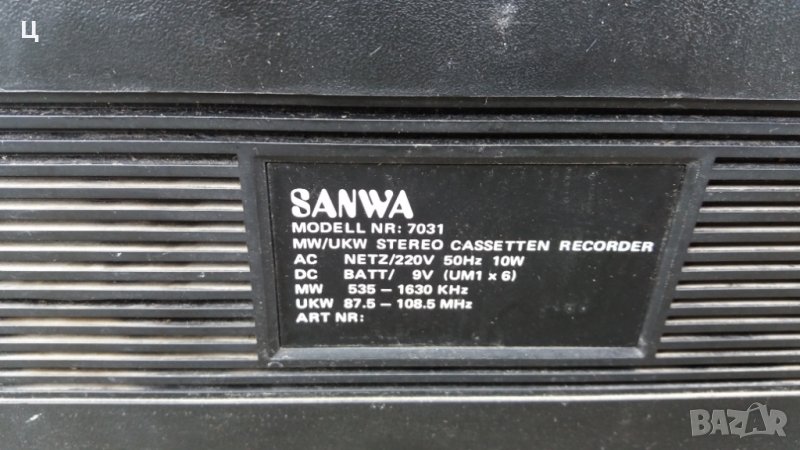 Ц
SANWA
MODELL NR: 7031
MW/UKW STEREO CASSETTEN RECORDER
AC NETZ/220V 50Hz 10W
DC BATT/ 9V (UM1 x 6)
MW 535 – 1630 KHz
UKW 87.5 – 108.5 MHz
ART NR:
BAZAR